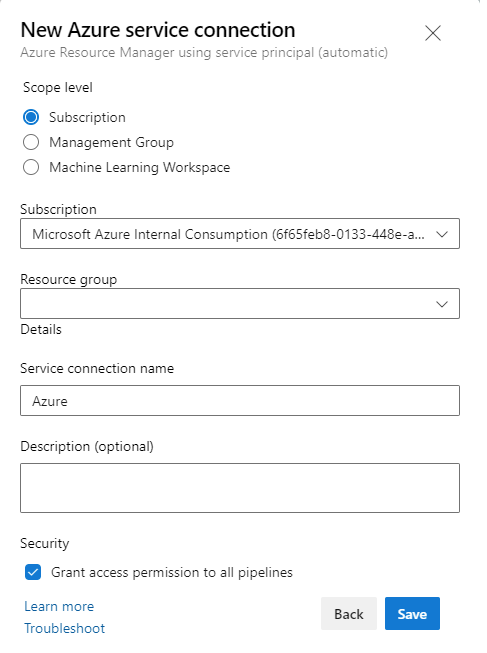 New Azure service connection
Azure Resource Manager using service principal (automatic)
Scope level
Subscription
Management Group
Machine Learning Workspace
Subscription
Microsoft Azure Internal Consumption (6f65feb8-0133-448e-a...
Resource group
Details
Service connection name
Azure
Description (optional)
Security
Grant access permission to all pipelines
Learn more
Troubleshoot
Back
Save